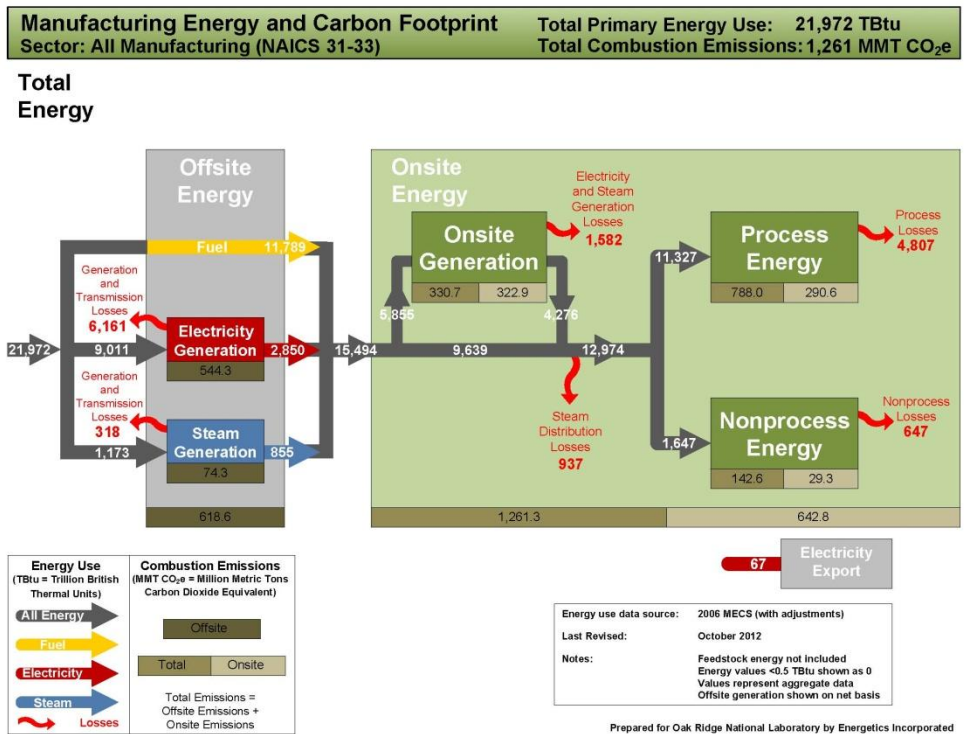 Manufacturing Energy and Carbon Footprint
Sector: All Manufacturing (NAICS 31-33)
Total Primary Energy Use: 21,972 TBtu
Total Combustion Emissions: 1,261 MMT CO₂e
Total
Energy
Offsite
Energy
Onsite
Energy
Fuel 11,789
Generation
and
Transmission
Losses
6,161
Electricity
Generation
544.3
21,972
9,011
2,850
15,494
Generation
and
Transmission
Losses
318
Steam
Generation
74.3
1,173
855
618.6
Onsite
Generation
330.7 322.9
Electricity
and Steam
Generation
Losses
1,582
5,855
4,276
9,639
12,974
Steam
Distribution
Losses
937
11,327
Process
Energy
788.0 290.6
Process
Losses
4,807
1,647
Nonprocess
Energy
142.6 29.3
Nonprocess
Losses
647
1,261.3 642.8
67
Electricity
Export
Energy Use
(TBtu = Trillion British
Thermal Units)
All Energy
Fuel
Electricity
Steam
Losses
Combustion Emissions
(MMT CO₂e = Million Metric Tons
Carbon Dioxide Equivalent)
Offsite
Total Onsite
Total Emissions =
Offsite Emissions +
Onsite Emissions
Energy use data source: 2006 MECS (with adjustments)
Last Revised: October 2012
Notes: Feedstock energy not included
Energy values <0.5 TBtu shown as 0
Values represent aggregate data
Offsite generation shown on net basis
Prepared for Oak Ridge National Laboratory by Energetics Incorporated